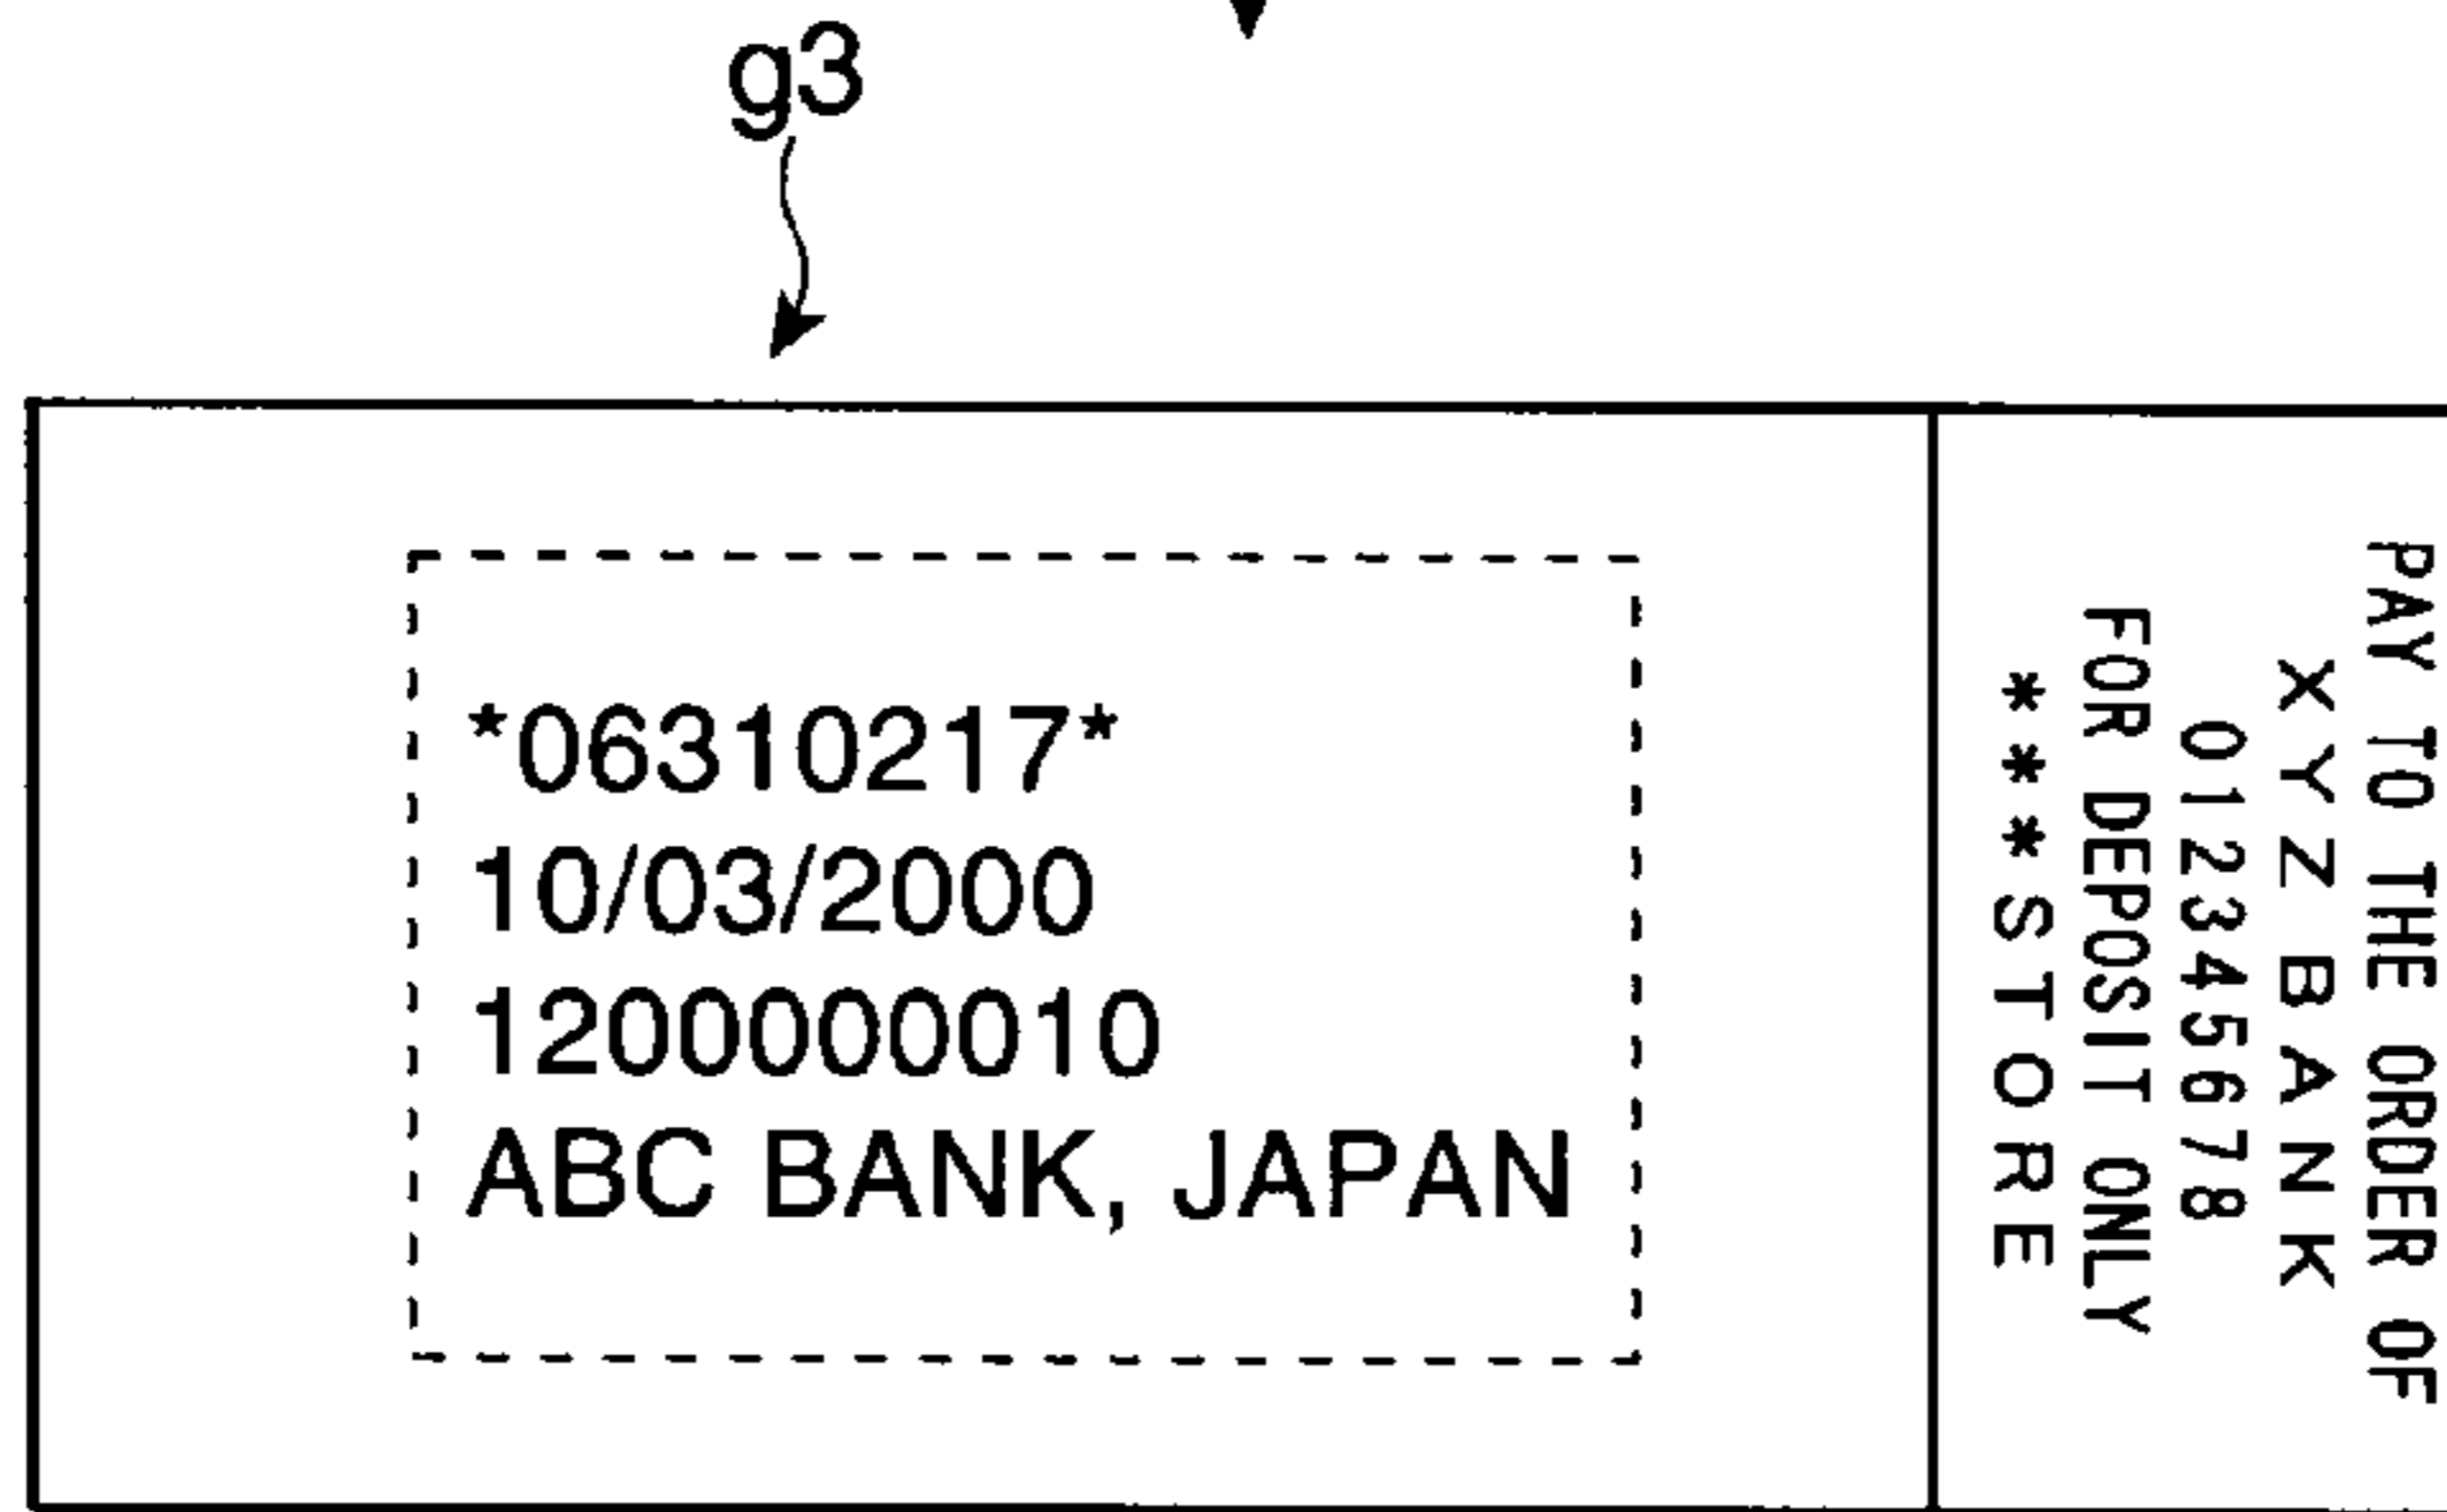 g3
*06310217*
10/03/2000
1200000010
ABC BANK, JAPAN
PAY TO THE ORDER OF
XYZ BANK
012345678
FOR DEPOSIT ONLY
***STORE